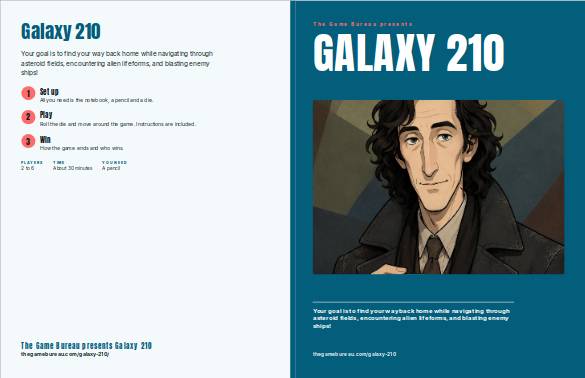 Galaxy 210
Your goal is to find your way back home while navigating through
asteroid fields, encountering alien lifeforms, and blasting enemy
ships!
1 Set up
All you need is the notebook, a pencil and a die.
2 Play
Roll the die and move around the game. Instructions are included.
3 Win
How the game ends and who wins.
PLAYERS TIME YOU NEED
2 to 6 About 30 minutes A pencil
The Game Bureau presents Galaxy 210
thegamebureau.com/galaxy-210/
The Game Bureau presents
GALAXY 210
Your goal is to find your way back home while navigating through
asteroid fields, encountering alien lifeforms, and blasting enemy
ships!
thegamebureau.com/galaxy-210